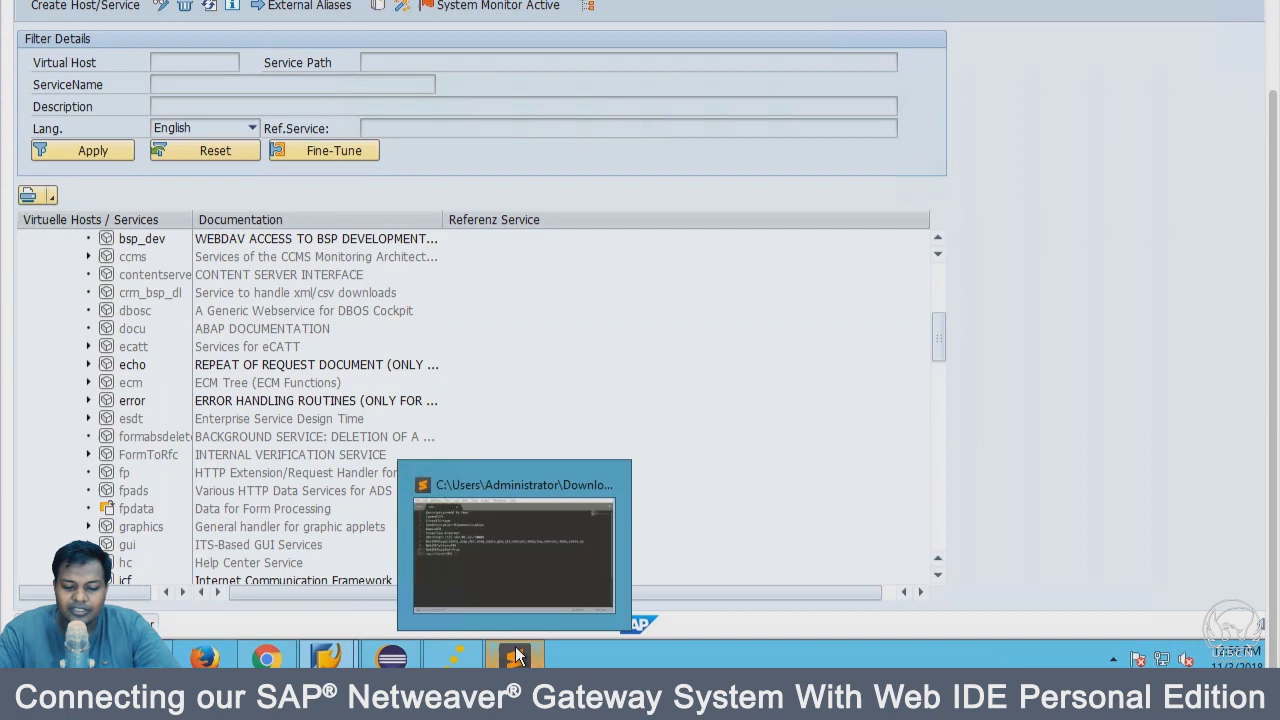 Create Host/Service External Aliases System Monitor Active
Filter Details
Virtual Host Service Path
ServiceName
Description
Lang. English Ref.Service:
Apply Reset Fine-Tune
Virtuelle Hosts / Services Documentation Referenz Service
bsp_dev WEBDAV ACCESS TO BSP DEVELOPMENT...
ccms Services of the CCMS Monitoring Architect...
contentserve CONTENT SERVER INTERFACE
crm_bsp_dl Service to handle xml/csv downloads
dbosc A Generic Webservice for DBOS Cockpit
docu ABAP DOCUMENTATION
ecatt Services for eCATT
echo REPEAT OF REQUEST DOCUMENT (ONLY ...
ecm ECM Tree (ECM Functions)
error ERROR HANDLING ROUTINES (ONLY FOR ...
esdt Enterprise Service Design Time
formabsdelet BACKGROUND SERVICE: DELETION OF A ...
FormToRfc INTERNAL VERIFICATION SERVICE
fp HTTP Extension/Request Handler for
fpads Various HTTP Data Services for ADS
fpdata Data for Form Processing
graphics General handler for graphic applets
gui ITS-Based GUI Services
hc Help Center Service
icf Internet Communication Framework
C:\Users\Administrator\Downlo...
Connecting our SAP® Netweaver® Gateway System With Web IDE Personal Edition